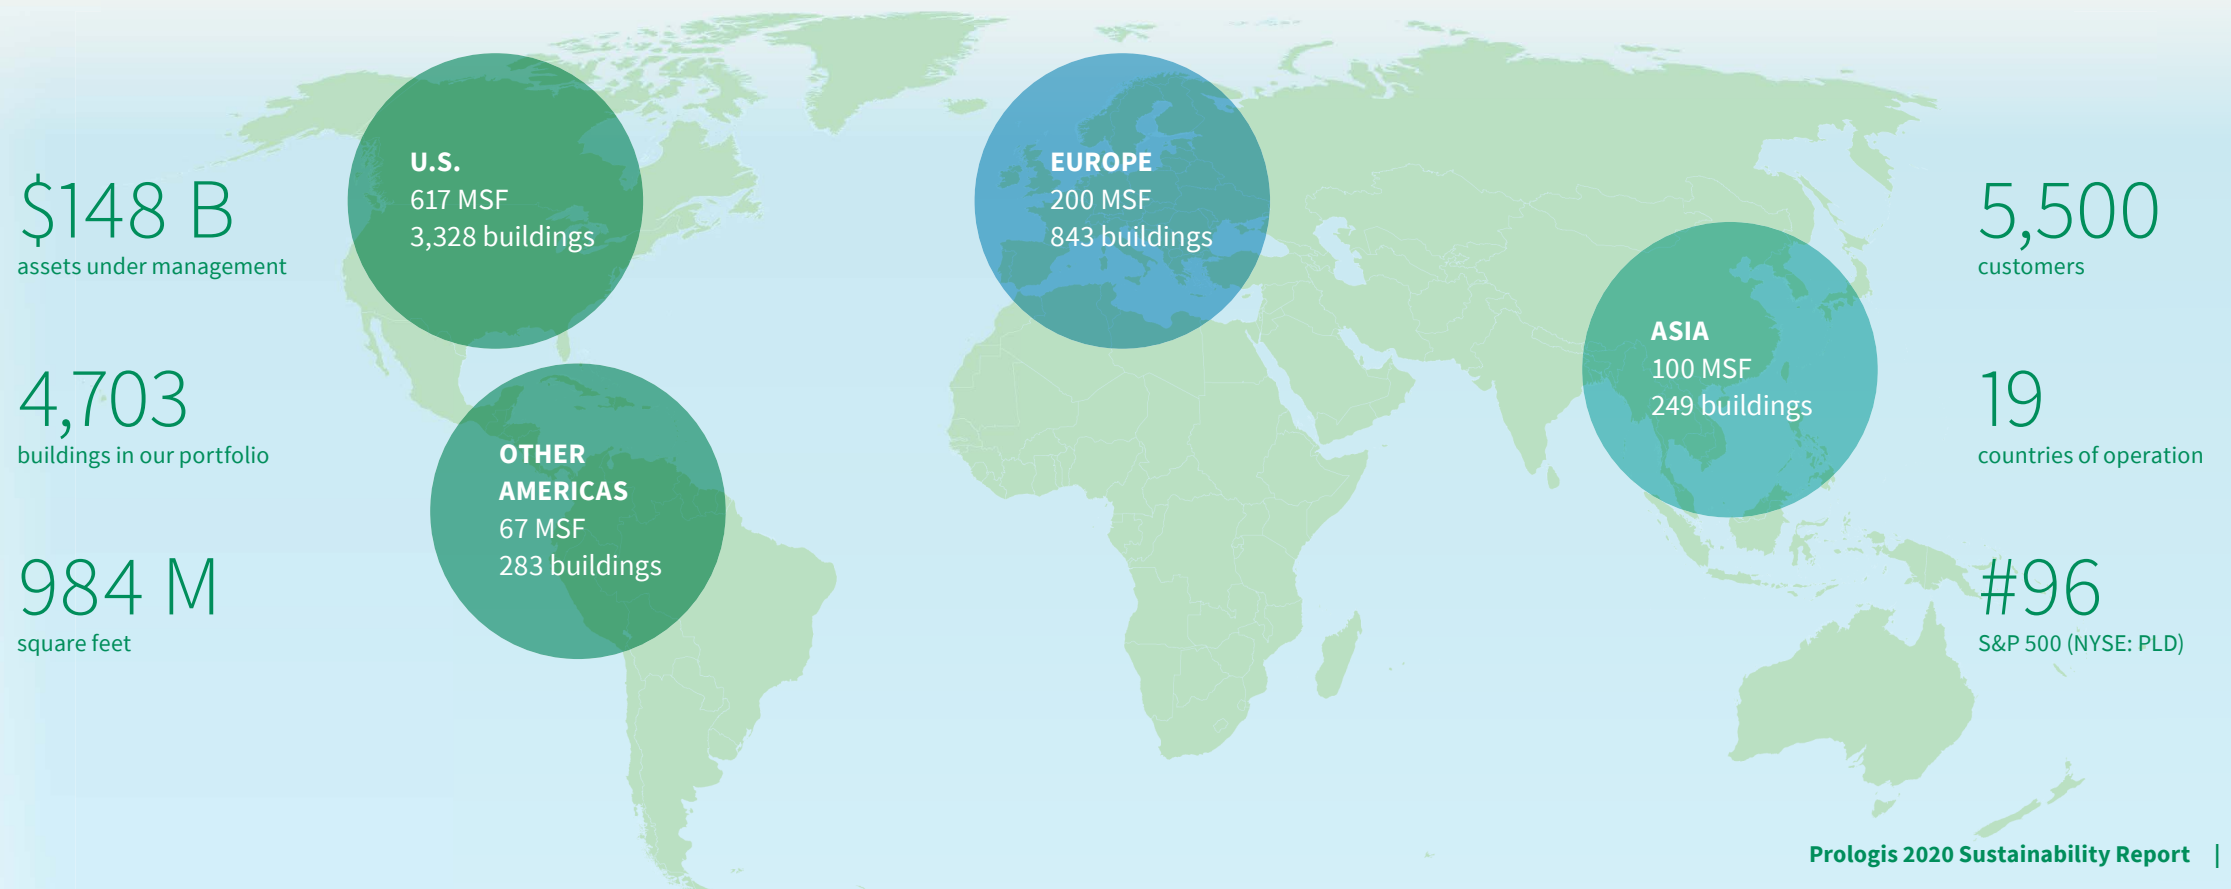 $148 B
assets under management
4,703
buildings in our portfolio
984 M
square feet
U.S.
617 MSF
3,328 buildings
OTHER
AMERICAS
67 MSF
283 buildings
EUROPE
200 MSF
843 buildings
ASIA
100 MSF
249 buildings
5,500
customers
19
countries of operation
#96
S&P 500 (NYSE: PLD)
Prologis 2020 Sustainability Report |